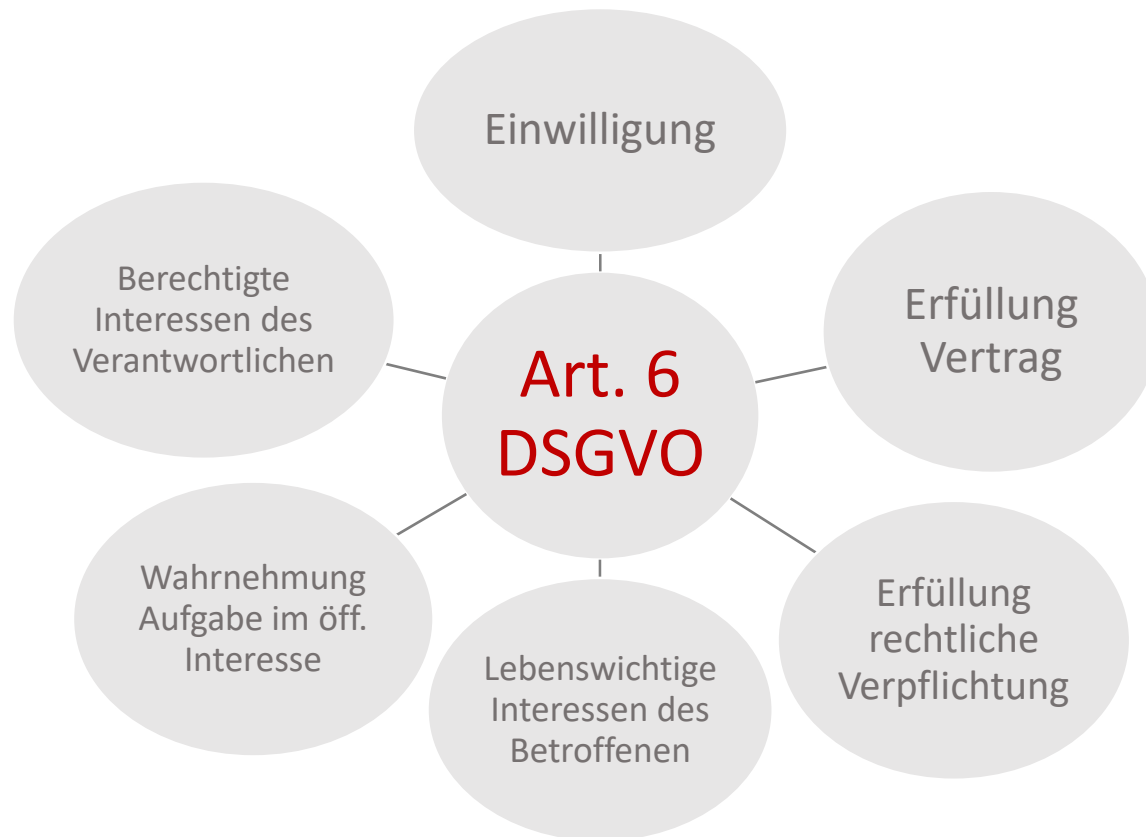 Einwilligung
Erfüllung
Vertrag
Erfüllung
rechtliche
Verpflichtung
Lebenswichtige
Interessen des
Betroffenen
Wahrnehmung
Aufgabe im öff.
Interesse
Berechtigte
Interessen des
Verantwortlichen
Art. 6
DSGVO